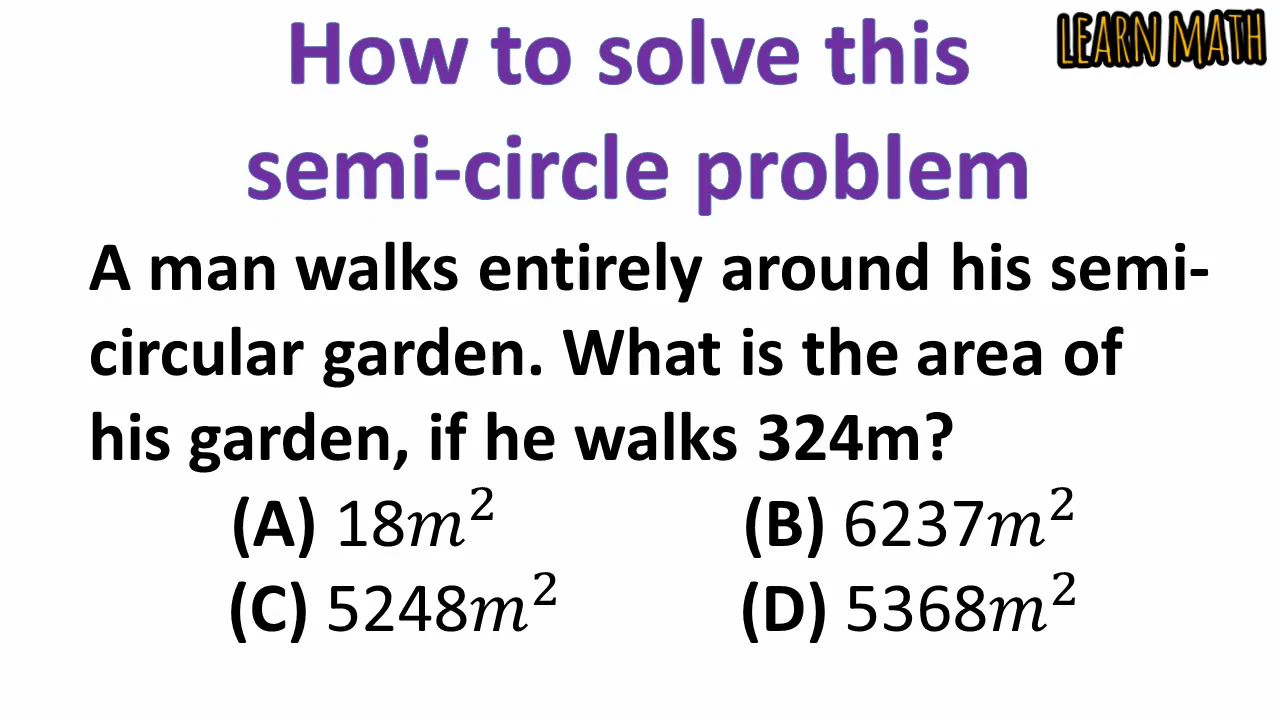 LEARN MATH
How to solve this
semi-circle problem
A man walks entirely around his semi-
circular garden. What is the area of
his garden, if he walks 324m?
(A) 18m² (B) 6237m²
(C) 5248m² (D) 5368m²